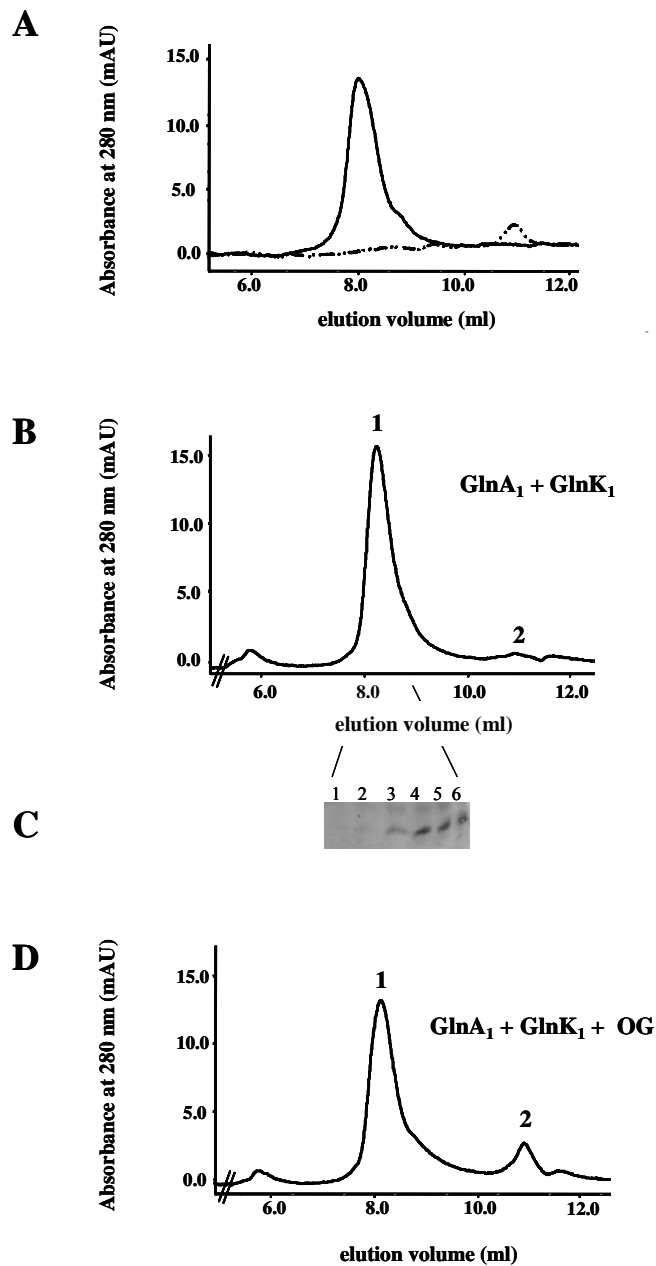 A
Absorbance at 280 nm (mAU)
15.0
10.0
5.0
0.0
6.0 8.0 10.0 12.0
elution volume (ml)
B
Absorbance at 280 nm (mAU)
1
15.0
GlnA1 + GlnK1
10.0
5.0
2
0.0
6.0 8.0 10.0 12.0
elution volume (ml)
1 2 3 4 5 6
C
D
Absorbance at 280 nm (mAU)
1
15.0
GlnA1 + GlnK1 + OG
10.0
5.0
2
0.0
6.0 8.0 10.0 12.0
elution volume (ml)